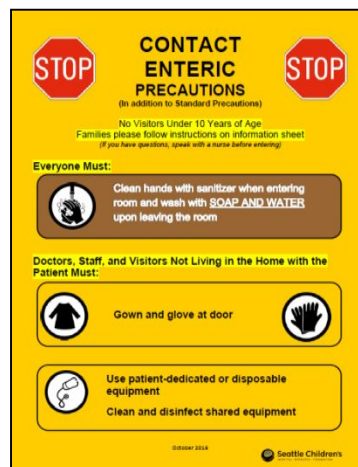 STOP
CONTACT
ENTERIC
PRECAUTIONS
(In addition to Standard Precautions)
STOP
No Visitors Under 10 Years of Age
Families please follow instructions on information sheet
(If you have questions, speak with a nurse before entering)
Everyone Must:
Clean hands with sanitizer when entering
room and wash with SOAP AND WATER
upon leaving the room
Doctors, Staff, and Visitors Not Living in the Home with the
Patient Must:
Gown and glove at door
Use patient-dedicated or disposable
equipment
Clean and disinfect shared equipment
October 2014
Seattle Children's